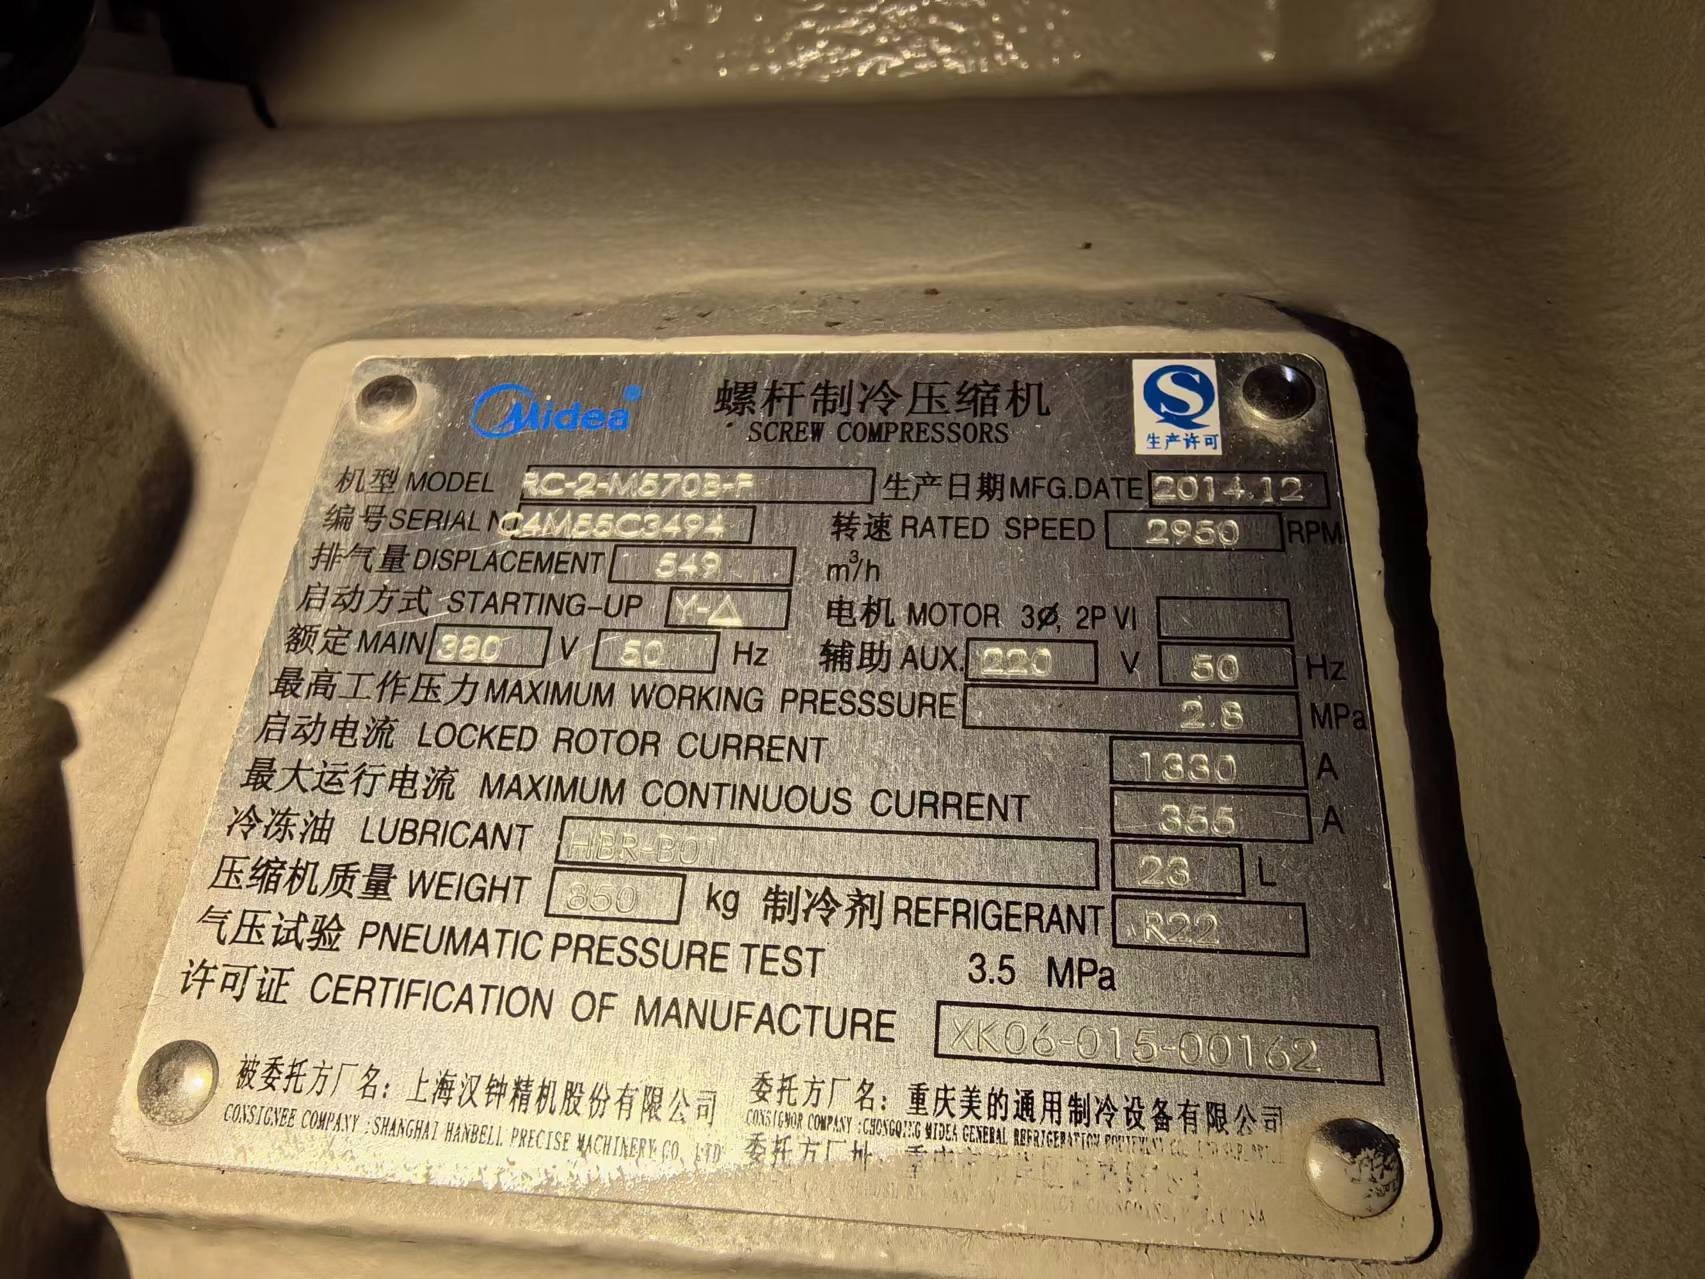 Midea
螺杆制冷压缩机
SCREW COMPRESSORS
生产许可
机型 MODEL RC-2-M570B-F 生产日期 MFG.DATE 2014.12
编号 SERIAL NO C4M55C3494 转速 RATED SPEED 2950 RPM
排气量 DISPLACEMENT 549 m³/h
启动方式 STARTING-UP Y-△ 电机 MOTOR 3Ø, 2P VI
额定 MAIN 380 V 50 Hz 辅助 AUX. 220 V 50 Hz
最高工作压力 MAXIMUM WORKING PRESSSURE 2.8 MPa
启动电流 LOCKED ROTOR CURRENT 1330 A
最大运行电流 MAXIMUM CONTINUOUS CURRENT 355 A
冷冻油 LUBRICANT HBR-B01 23 L
压缩机质量 WEIGHT 850 kg 制冷剂 REFRIGERANT R22
气压试验 PNEUMATIC PRESSURE TEST 3.5 MPa
许可证 CERTIFICATION OF MANUFACTURE XK06-015-00162
被委托方厂名：上海汉钟精机股份有限公司 委托方厂名：重庆美的通用制冷设备有限公司
CONSIGNEE COMPANY :SHANGHAI HANBELL PRECISE MACHINERY CO., LTD CONSIGNOR COMPANY :CHONGQING MIDEA GENERAL REFRIGERATION EQUIPMENT CO.
委托方厂址：重庆